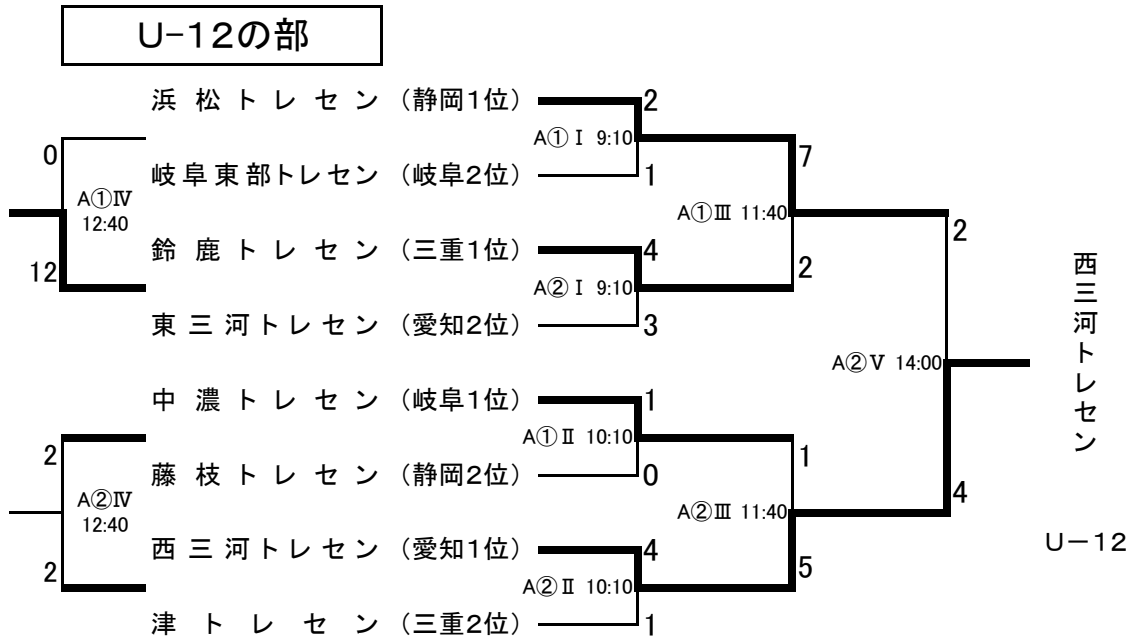 U-12の部
浜松トレセン (静岡1位)
2
A①Ⅰ 9:10
0
7
岐阜東部トレセン (岐阜2位)
1
A①Ⅳ
12:40
A①Ⅲ 11:40
鈴鹿トレセン (三重1位)
4
2
12
A②Ⅰ 9:10
2
東三河トレセン (愛知2位)
3
西三河トレセン
A②Ⅴ 14:00
中濃トレセン (岐阜1位)
1
A①Ⅱ 10:10
2
1
藤枝トレセン (静岡2位)
0
4
A②Ⅳ
12:40
A②Ⅲ 11:40
西三河トレセン (愛知1位)
4
U-12
2
A②Ⅱ 10:10
5
津トレセン (三重2位)
1